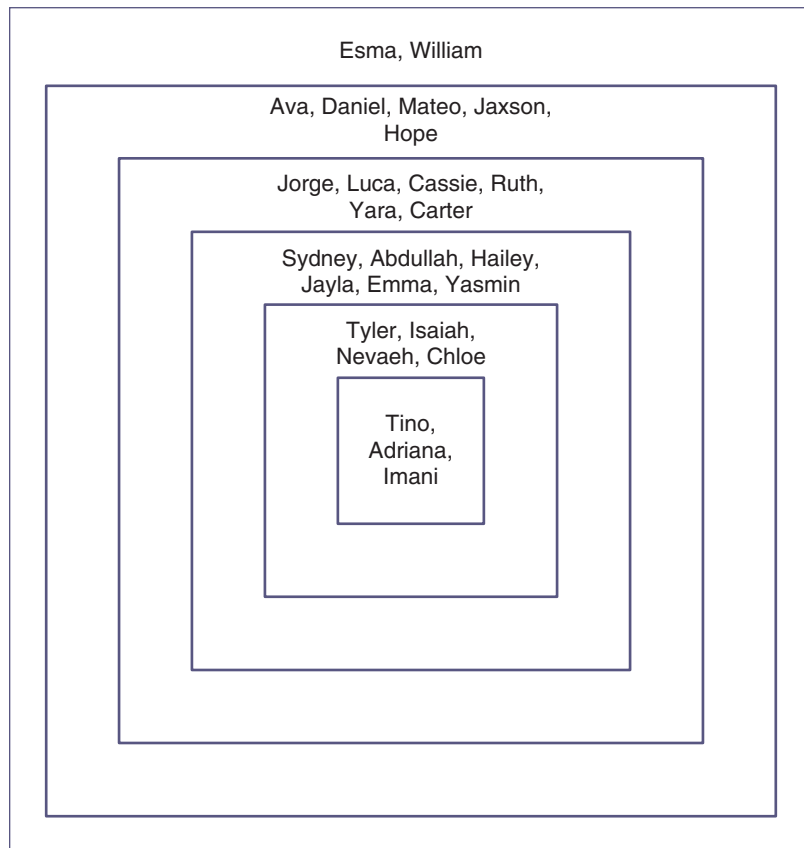 Esma, William
Ava, Daniel, Mateo, Jaxson,
Hope
Jorge, Luca, Cassie, Ruth,
Yara, Carter
Sydney, Abdullah, Hailey,
Jayla, Emma, Yasmin
Tyler, Isaiah,
Nevaeh, Chloe
Tino,
Adriana,
Imani